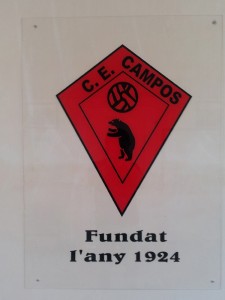 C. E. CAMPOS
Fundat
l'any 1924